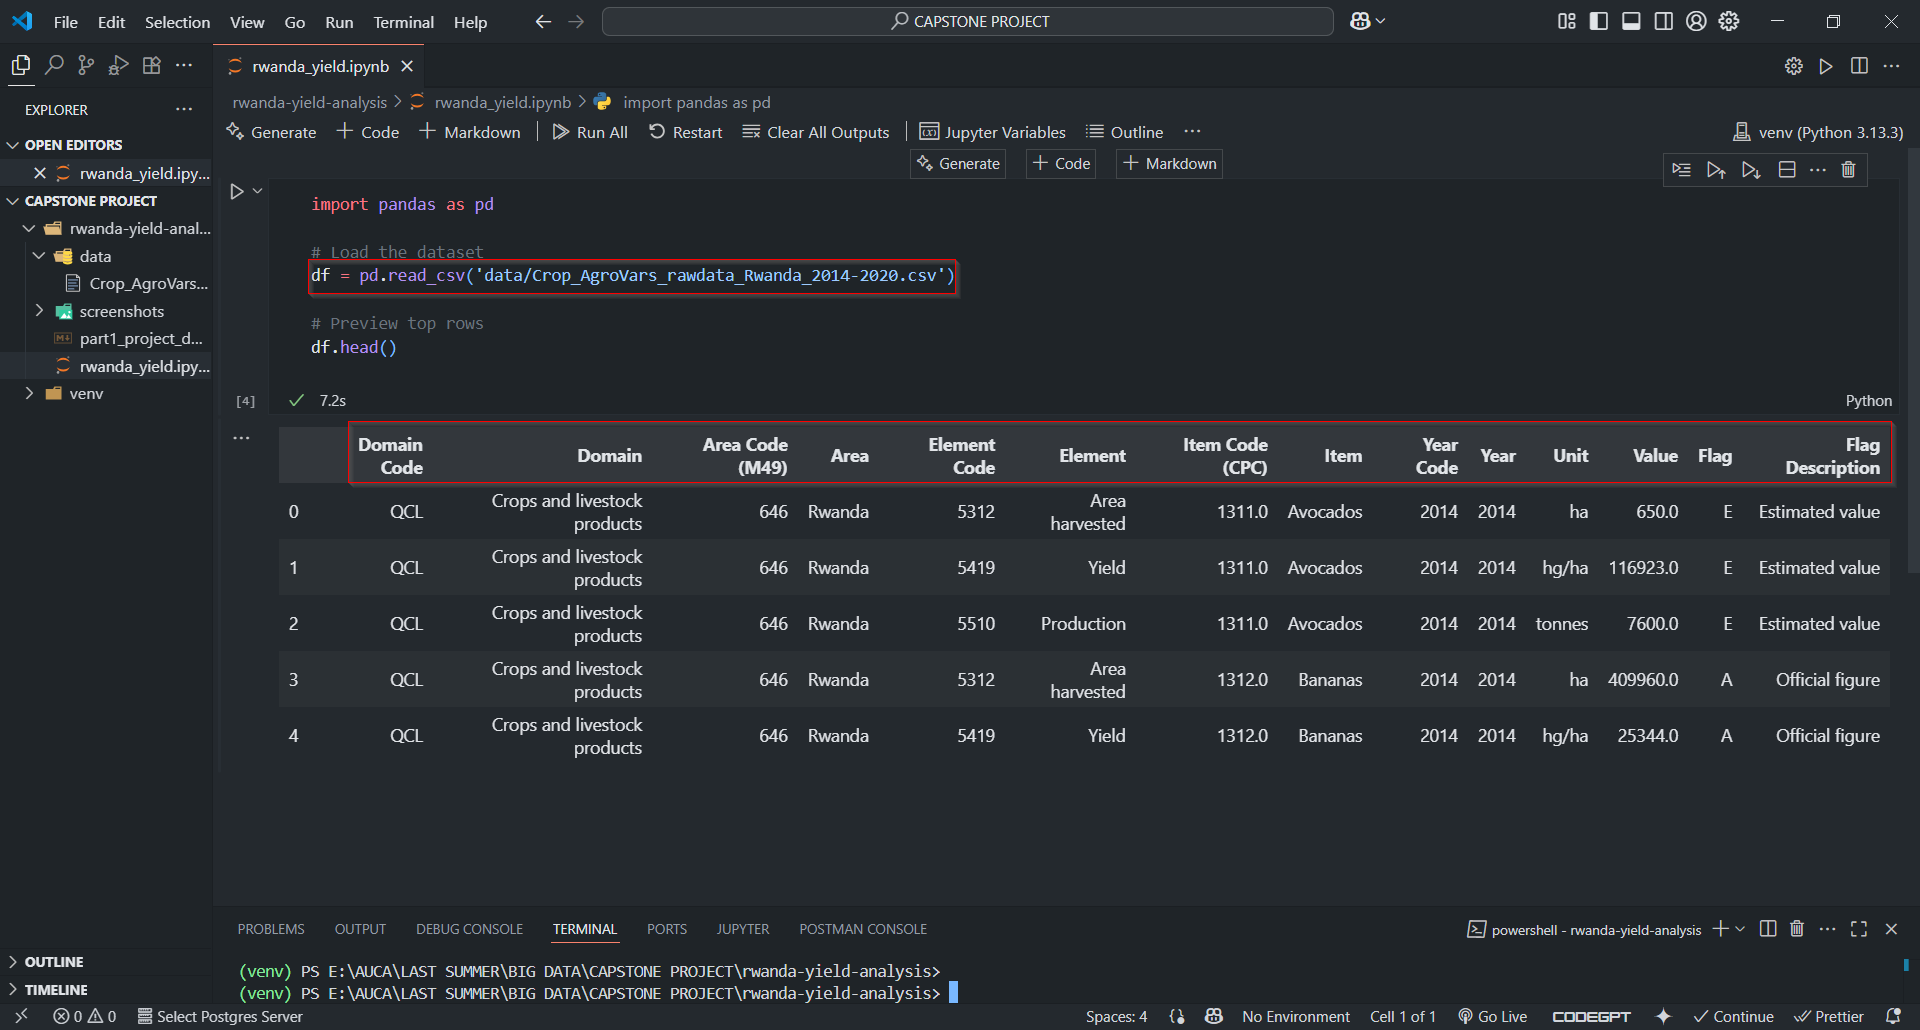 File Edit Selection View Go Run Terminal Help
CAPSTONE PROJECT
rwanda_yield.ipynb
EXPLORER
OPEN EDITORS
rwanda_yield.ipy...
CAPSTONE PROJECT
rwanda-yield-anal...
data
Crop_AgroVars...
screenshots
part1_project_d...
rwanda_yield.ipy...
venv
OUTLINE
TIMELINE
rwanda-yield-analysis > rwanda_yield.ipynb > import pandas as pd
Generate + Code + Markdown Run All Restart Clear All Outputs Jupyter Variables Outline ... venv (Python 3.13.3)
Generate + Code + Markdown
import pandas as pd
# Load the dataset
df = pd.read_csv('data/Crop_AgroVars_rawdata_Rwanda_2014-2020.csv')
# Preview top rows
df.head()
[4] 7.2s Python
Domain Code Domain Area Code (M49) Area Element Code Element Item Code (CPC) Item Year Code Year Unit Value Flag Flag Description
0 QCL Crops and livestock products 646 Rwanda 5312 Area harvested 1311.0 Avocados 2014 2014 ha 650.0 E Estimated value
1 QCL Crops and livestock products 646 Rwanda 5419 Yield 1311.0 Avocados 2014 2014 hg/ha 116923.0 E Estimated value
2 QCL Crops and livestock products 646 Rwanda 5510 Production 1311.0 Avocados 2014 2014 tonnes 7600.0 E Estimated value
3 QCL Crops and livestock products 646 Rwanda 5312 Area harvested 1312.0 Bananas 2014 2014 ha 409960.0 A Official figure
4 QCL Crops and livestock products 646 Rwanda 5419 Yield 1312.0 Bananas 2014 2014 hg/ha 25344.0 A Official figure
PROBLEMS OUTPUT DEBUG CONSOLE TERMINAL PORTS JUPYTER POSTMAN CONSOLE
powershell - rwanda-yield-analysis
(venv) PS E:\AUCA\LAST SUMMER\BIG DATA\CAPSTONE PROJECT\rwanda-yield-analysis>
(venv) PS E:\AUCA\LAST SUMMER\BIG DATA\CAPSTONE PROJECT\rwanda-yield-analysis>
0 0 Select Postgres Server Spaces: 4 No Environment Cell 1 of 1 Go Live CODEGPT Continue Prettier